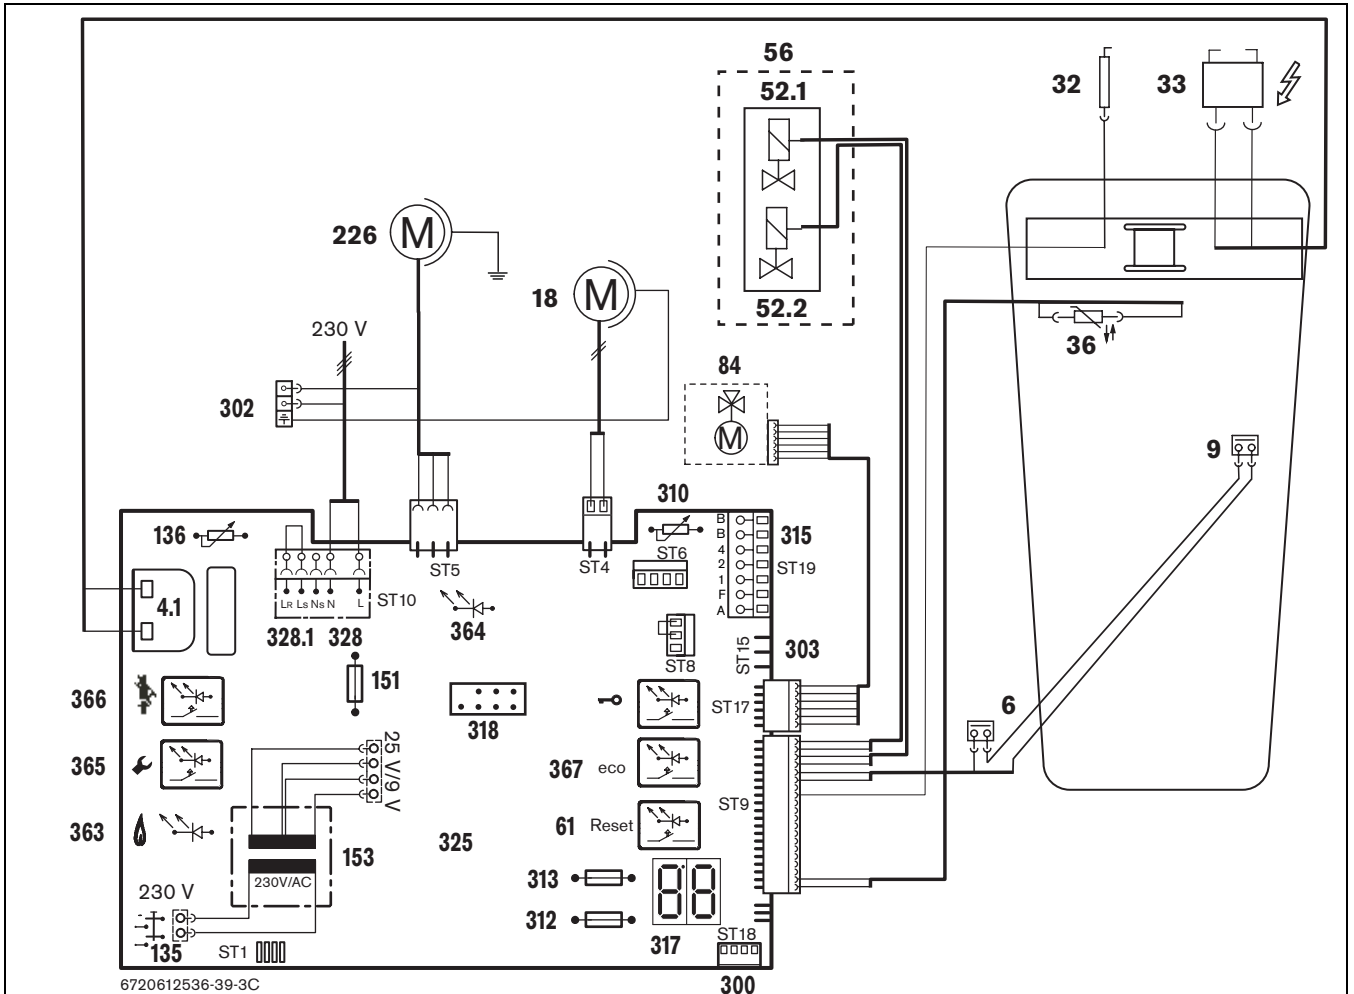 56
52.1
32
33
226
M
18
M
52.2
230 V
36
84
302
M
9
310
136
B
B
4
2
1
F
A
315
ST6
ST19
ST5
ST4
4.1
LR LS NS N L
ST10
328.1
328
364
ST8
ST15
303
366
151
318
ST17
6
365
25 V/9 V
367
eco
ST9
363
61
Reset
325
153
230V/AC
313
230 V
312
135
ST1
317
88
ST18
300
6720612536-39-3C